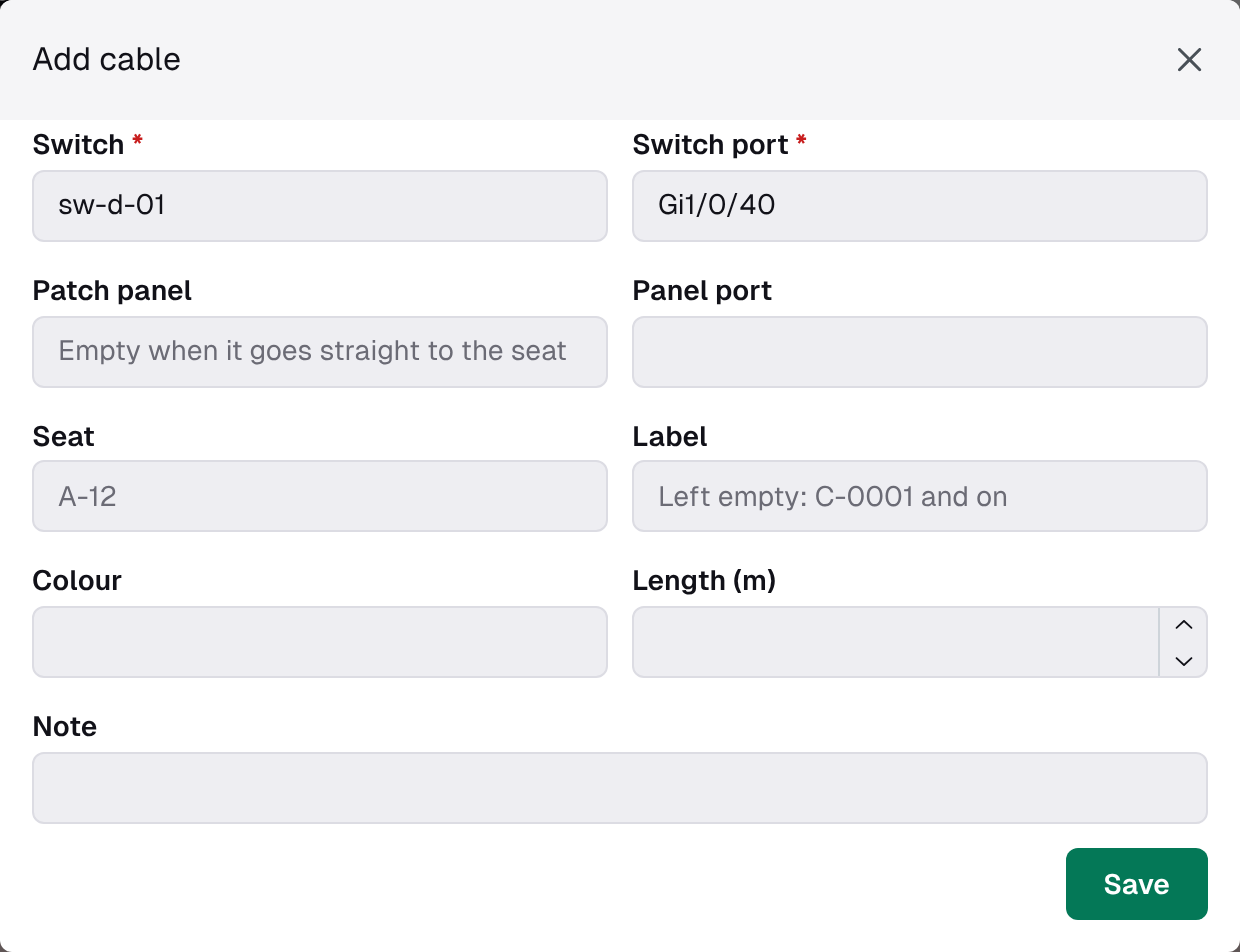 Add cable
Switch *
Switch port *
sw-d-01
Gi1/0/40
Patch panel
Panel port
Empty when it goes straight to the seat
Seat
Label
A-12
Left empty: C-0001 and on
Colour
Length (m)
Note
Save